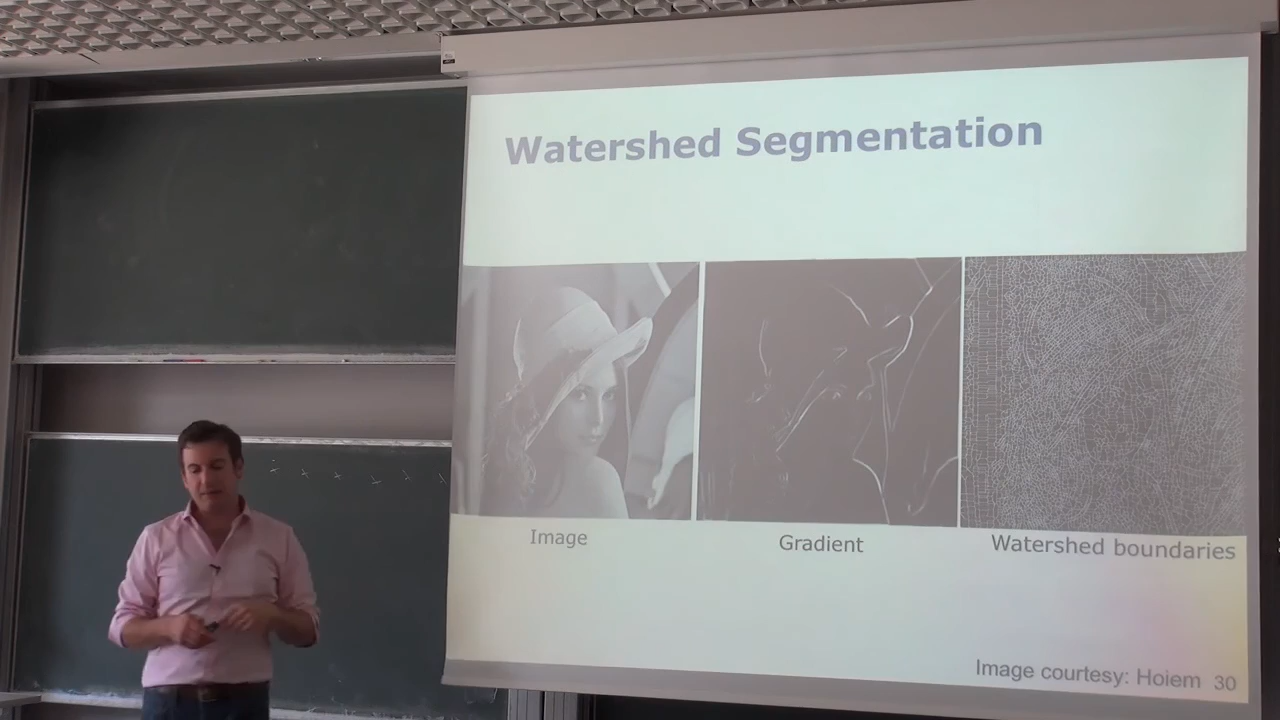 Watershed Segmentation
Image
Gradient
Watershed boundaries
Image courtesy: Hoiem 30